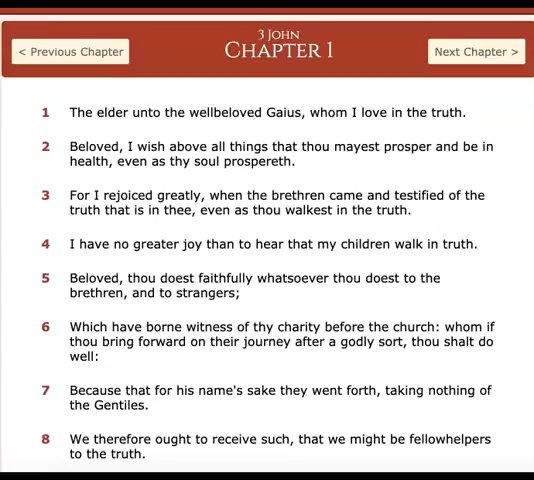 3 John
Chapter 1
< Previous Chapter
Next Chapter >
1 The elder unto the wellbeloved Gaius, whom I love in the truth.
2 Beloved, I wish above all things that thou mayest prosper and be in
health, even as thy soul prospereth.
3 For I rejoiced greatly, when the brethren came and testified of the
truth that is in thee, even as thou walkest in the truth.
4 I have no greater joy than to hear that my children walk in truth.
5 Beloved, thou doest faithfully whatsoever thou doest to the
brethren, and to strangers;
6 Which have borne witness of thy charity before the church: whom if
thou bring forward on their journey after a godly sort, thou shalt do
well:
7 Because that for his name's sake they went forth, taking nothing of
the Gentiles.
8 We therefore ought to receive such, that we might be fellowhelpers
to the truth.